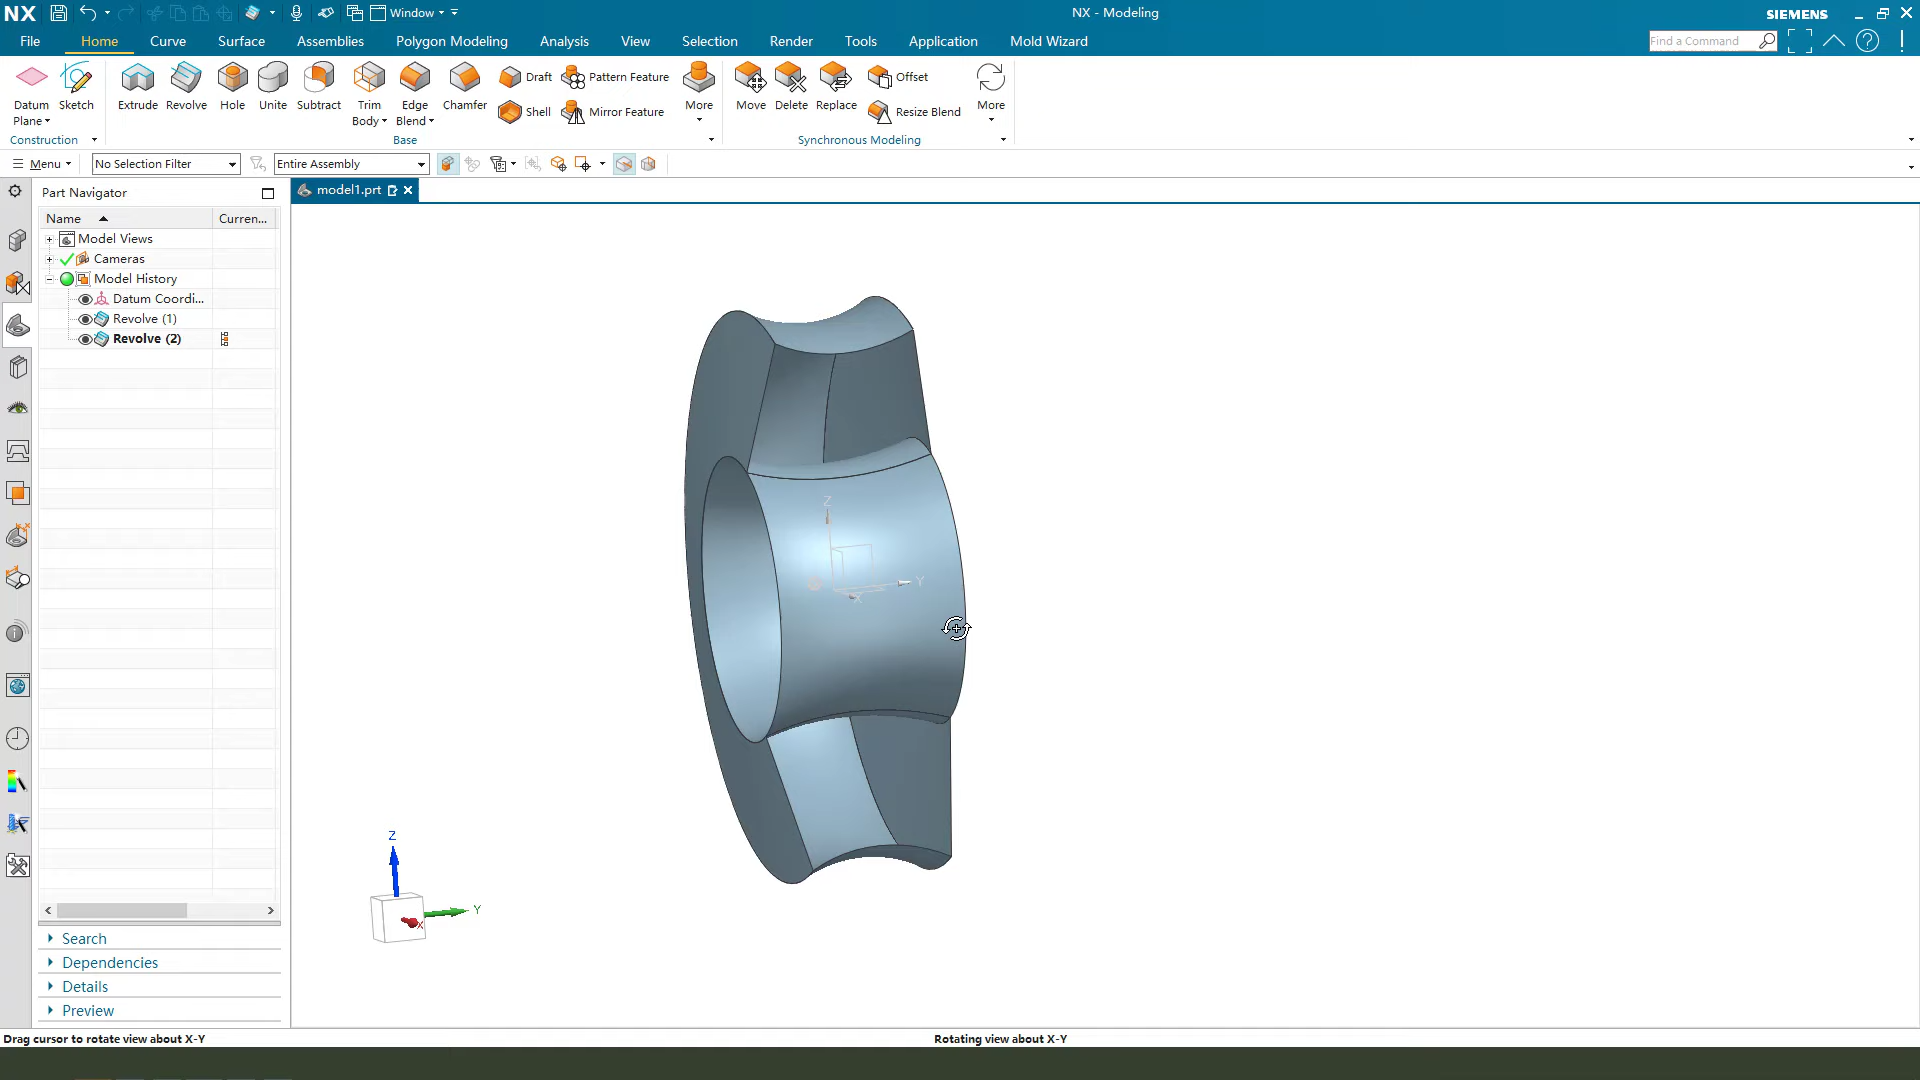 NX Window NX - Modeling SIEMENS
File Home Curve Surface Assemblies Polygon Modeling Analysis View Selection Render Tools Application Mold Wizard Find a Command
Draft Pattern Feature Offset
Datum Plane Sketch Extrude Revolve Hole Unite Subtract Trim Body Edge Blend Chamfer More Move Delete Replace More
Shell Mirror Feature Resize Blend
Construction Base Synchronous Modeling
Menu No Selection Filter Entire Assembly
Part Navigator model1.prt
Name Curren...
Model Views
Cameras
Model History
Datum Coordi...
Revolve (1)
Revolve (2)
Z
Y
X
Z
Y
X
Search
Dependencies
Details
Preview
Drag cursor to rotate view about X-Y Rotating view about X-Y